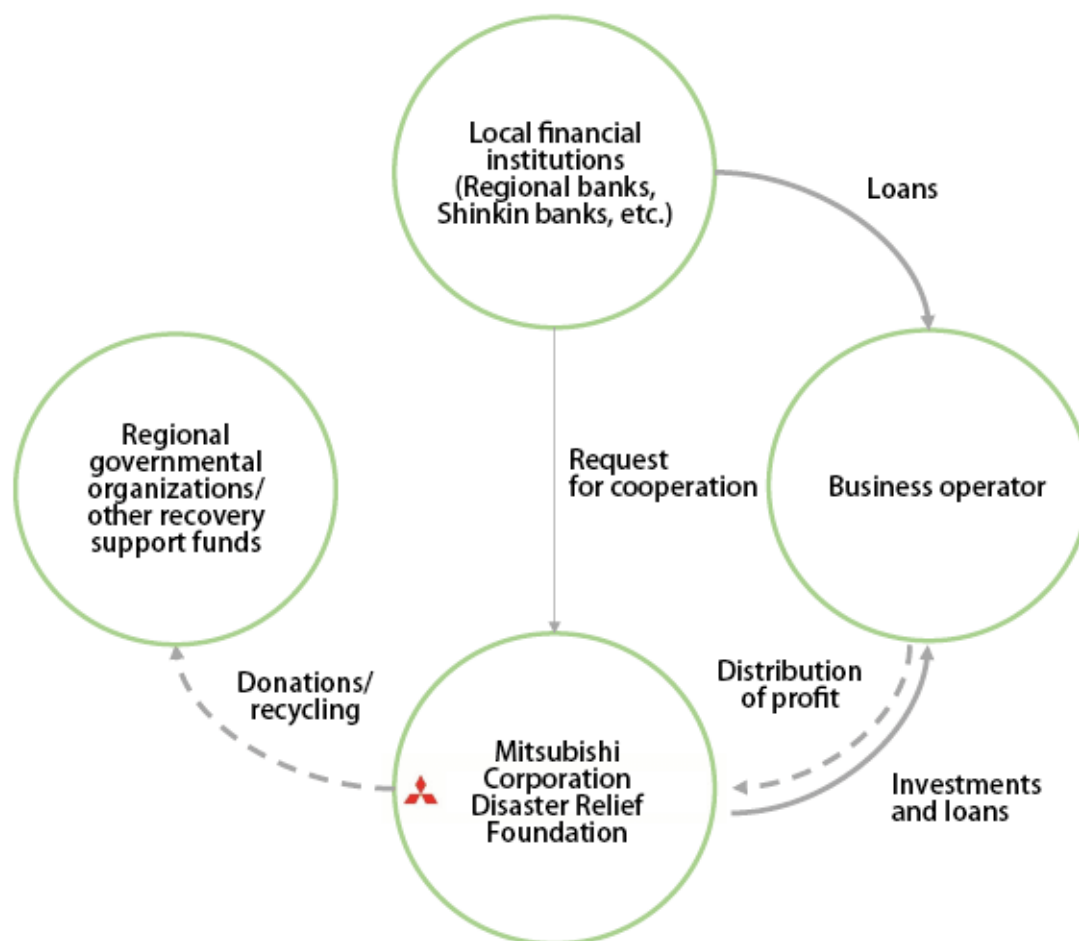 Local financial
institutions
(Regional banks,
Shinkin banks, etc.)
Loans
Regional
governmental
organizations/
other recovery
support funds
Request
for cooperation
Business operator
Donations/
recycling
Distribution
of profit
Mitsubishi
Corporation
Disaster Relief
Foundation
Investments
and loans